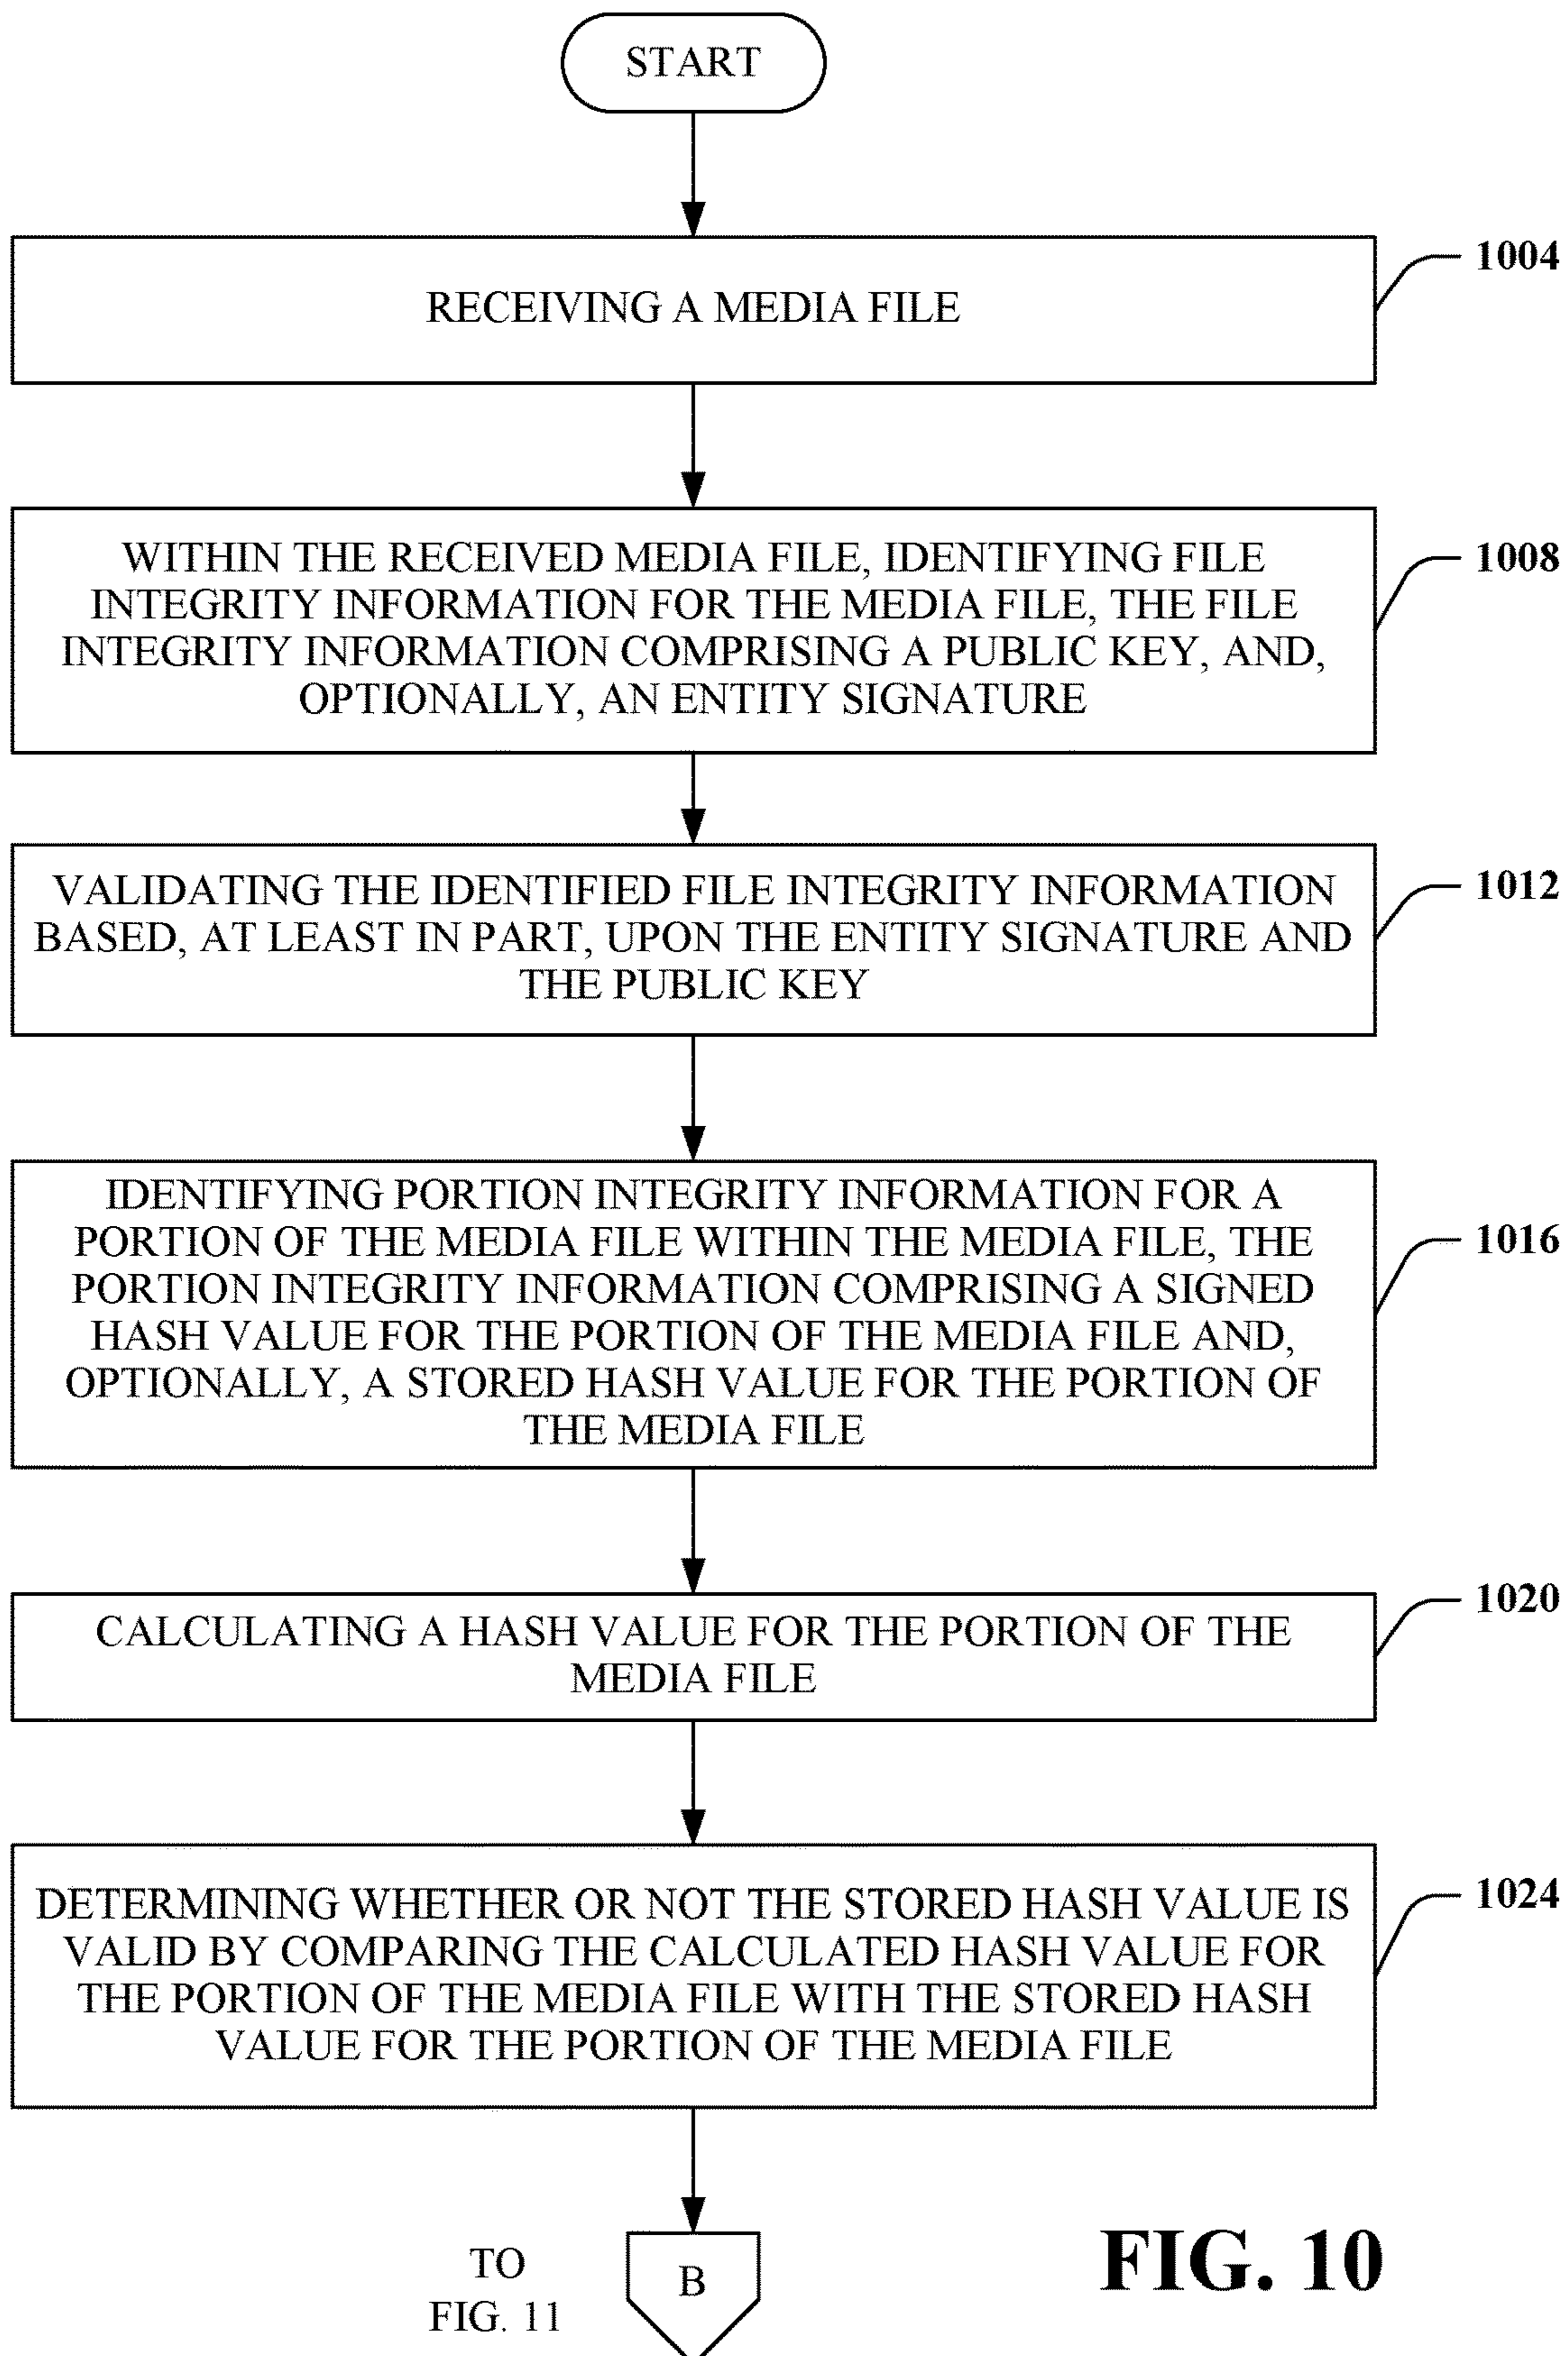 START
1004
RECEIVING A MEDIA FILE
1008
WITHIN THE RECEIVED MEDIA FILE, IDENTIFYING FILE
INTEGRITY INFORMATION FOR THE MEDIA FILE, THE FILE
INTEGRITY INFORMATION COMPRISING A PUBLIC KEY, AND,
OPTIONALLY, AN ENTITY SIGNATURE
1012
VALIDATING THE IDENTIFIED FILE INTEGRITY INFORMATION
BASED, AT LEAST IN PART, UPON THE ENTITY SIGNATURE AND
THE PUBLIC KEY
1016
IDENTIFYING PORTION INTEGRITY INFORMATION FOR A
PORTION OF THE MEDIA FILE WITHIN THE MEDIA FILE, THE
PORTION INTEGRITY INFORMATION COMPRISING A SIGNED
HASH VALUE FOR THE PORTION OF THE MEDIA FILE AND,
OPTIONALLY, A STORED HASH VALUE FOR THE PORTION OF
THE MEDIA FILE
1020
CALCULATING A HASH VALUE FOR THE PORTION OF THE
MEDIA FILE
1024
DETERMINING WHETHER OR NOT THE STORED HASH VALUE IS
VALID BY COMPARING THE CALCULATED HASH VALUE FOR
THE PORTION OF THE MEDIA FILE WITH THE STORED HASH
VALUE FOR THE PORTION OF THE MEDIA FILE
TO
FIG. 11
B
FIG. 10